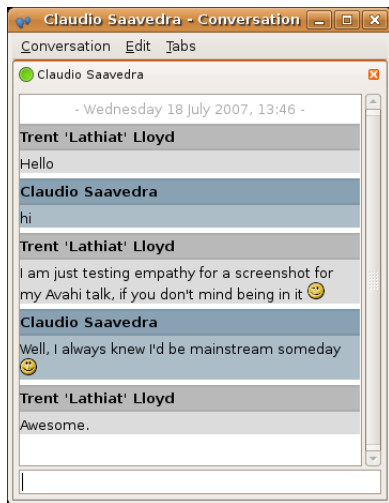 Claudio Saavedra - Conversation
Conversation Edit Tabs
Claudio Saavedra
- Wednesday 18 July 2007, 13:46 -
Trent 'Lathiat' Lloyd
Hello
Claudio Saavedra
hi
Trent 'Lathiat' Lloyd
I am just testing empathy for a screenshot for
my Avahi talk, if you don't mind being in it
Claudio Saavedra
Well, I always knew I'd be mainstream someday
Trent 'Lathiat' Lloyd
Awesome.